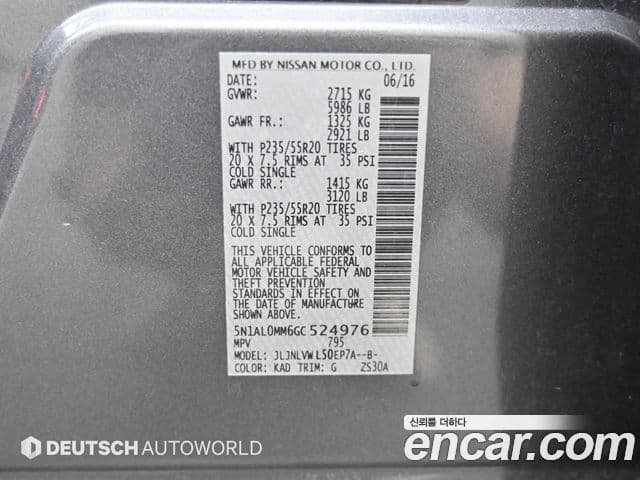 MFD BY NISSAN MOTOR CO., LTD.
DATE: 06/16
GVWR: 2715 KG
5986 LB
GAWR FR.: 1325 KG
2921 LB
WITH P235/55R20 TIRES
20 X 7.5 RIMS AT 35 PSI
COLD SINGLE
GAWR RR.: 1415 KG
3120 LB
WITH P235/55R20 TIRES
20 X 7.5 RIMS AT 35 PSI
COLD SINGLE
THIS VEHICLE CONFORMS TO
ALL APPLICABLE FEDERAL
MOTOR VEHICLE SAFETY AND
THEFT PREVENTION
STANDARDS IN EFFECT ON
THE DATE OF MANUFACTURE
SHOWN ABOVE.
5N1AL0MM6GC524976
MPV 795
MODEL: JLJNLVWL50EP7A--B-
COLOR: KAD TRIM: G ZS30A
DEUTSCH AUTOWORLD
신뢰를 더하다
encar.com